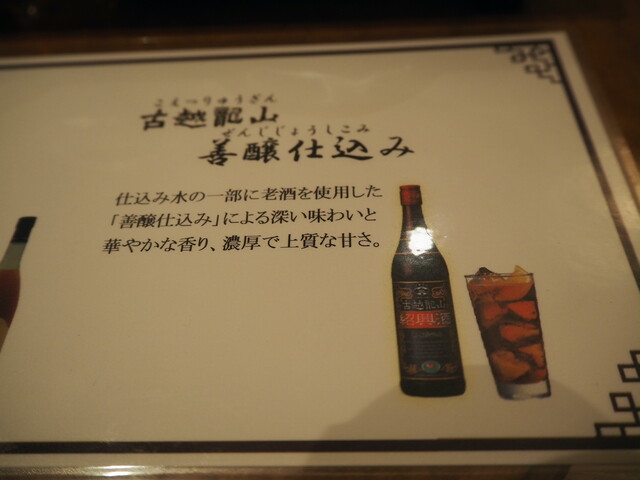 こえつりゅうざん
古越龍山
ぜんじじょうしこみ
善醸仕込み
仕込み水の一部に老酒を使用した
「善醸仕込み」による深い味わいと
華やかな香り、濃厚で上質な甘さ。
古越龍山
紹興酒